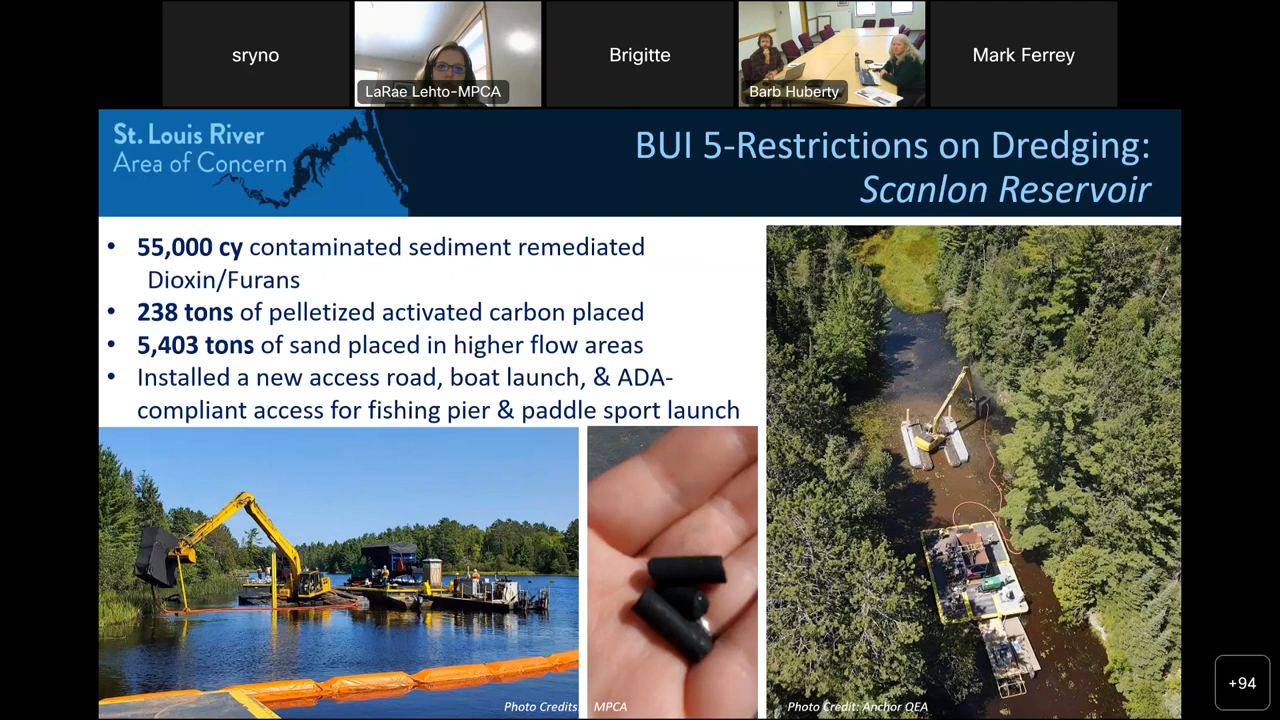 sryno
LaRae Lehto-MPCA
Brigitte
Barb Huberty
Mark Ferrey
St. Louis River
Area of Concern
BUI 5-Restrictions on Dredging:
Scanlon Reservoir
• 55,000 cy contaminated sediment remediated
Dioxin/Furans
• 238 tons of pelletized activated carbon placed
• 5,403 tons of sand placed in higher flow areas
• Installed a new access road, boat launch, & ADA-
compliant access for fishing pier & paddle sport launch
Photo Credits: MPCA
Photo Credit: Anchor QEA
+94